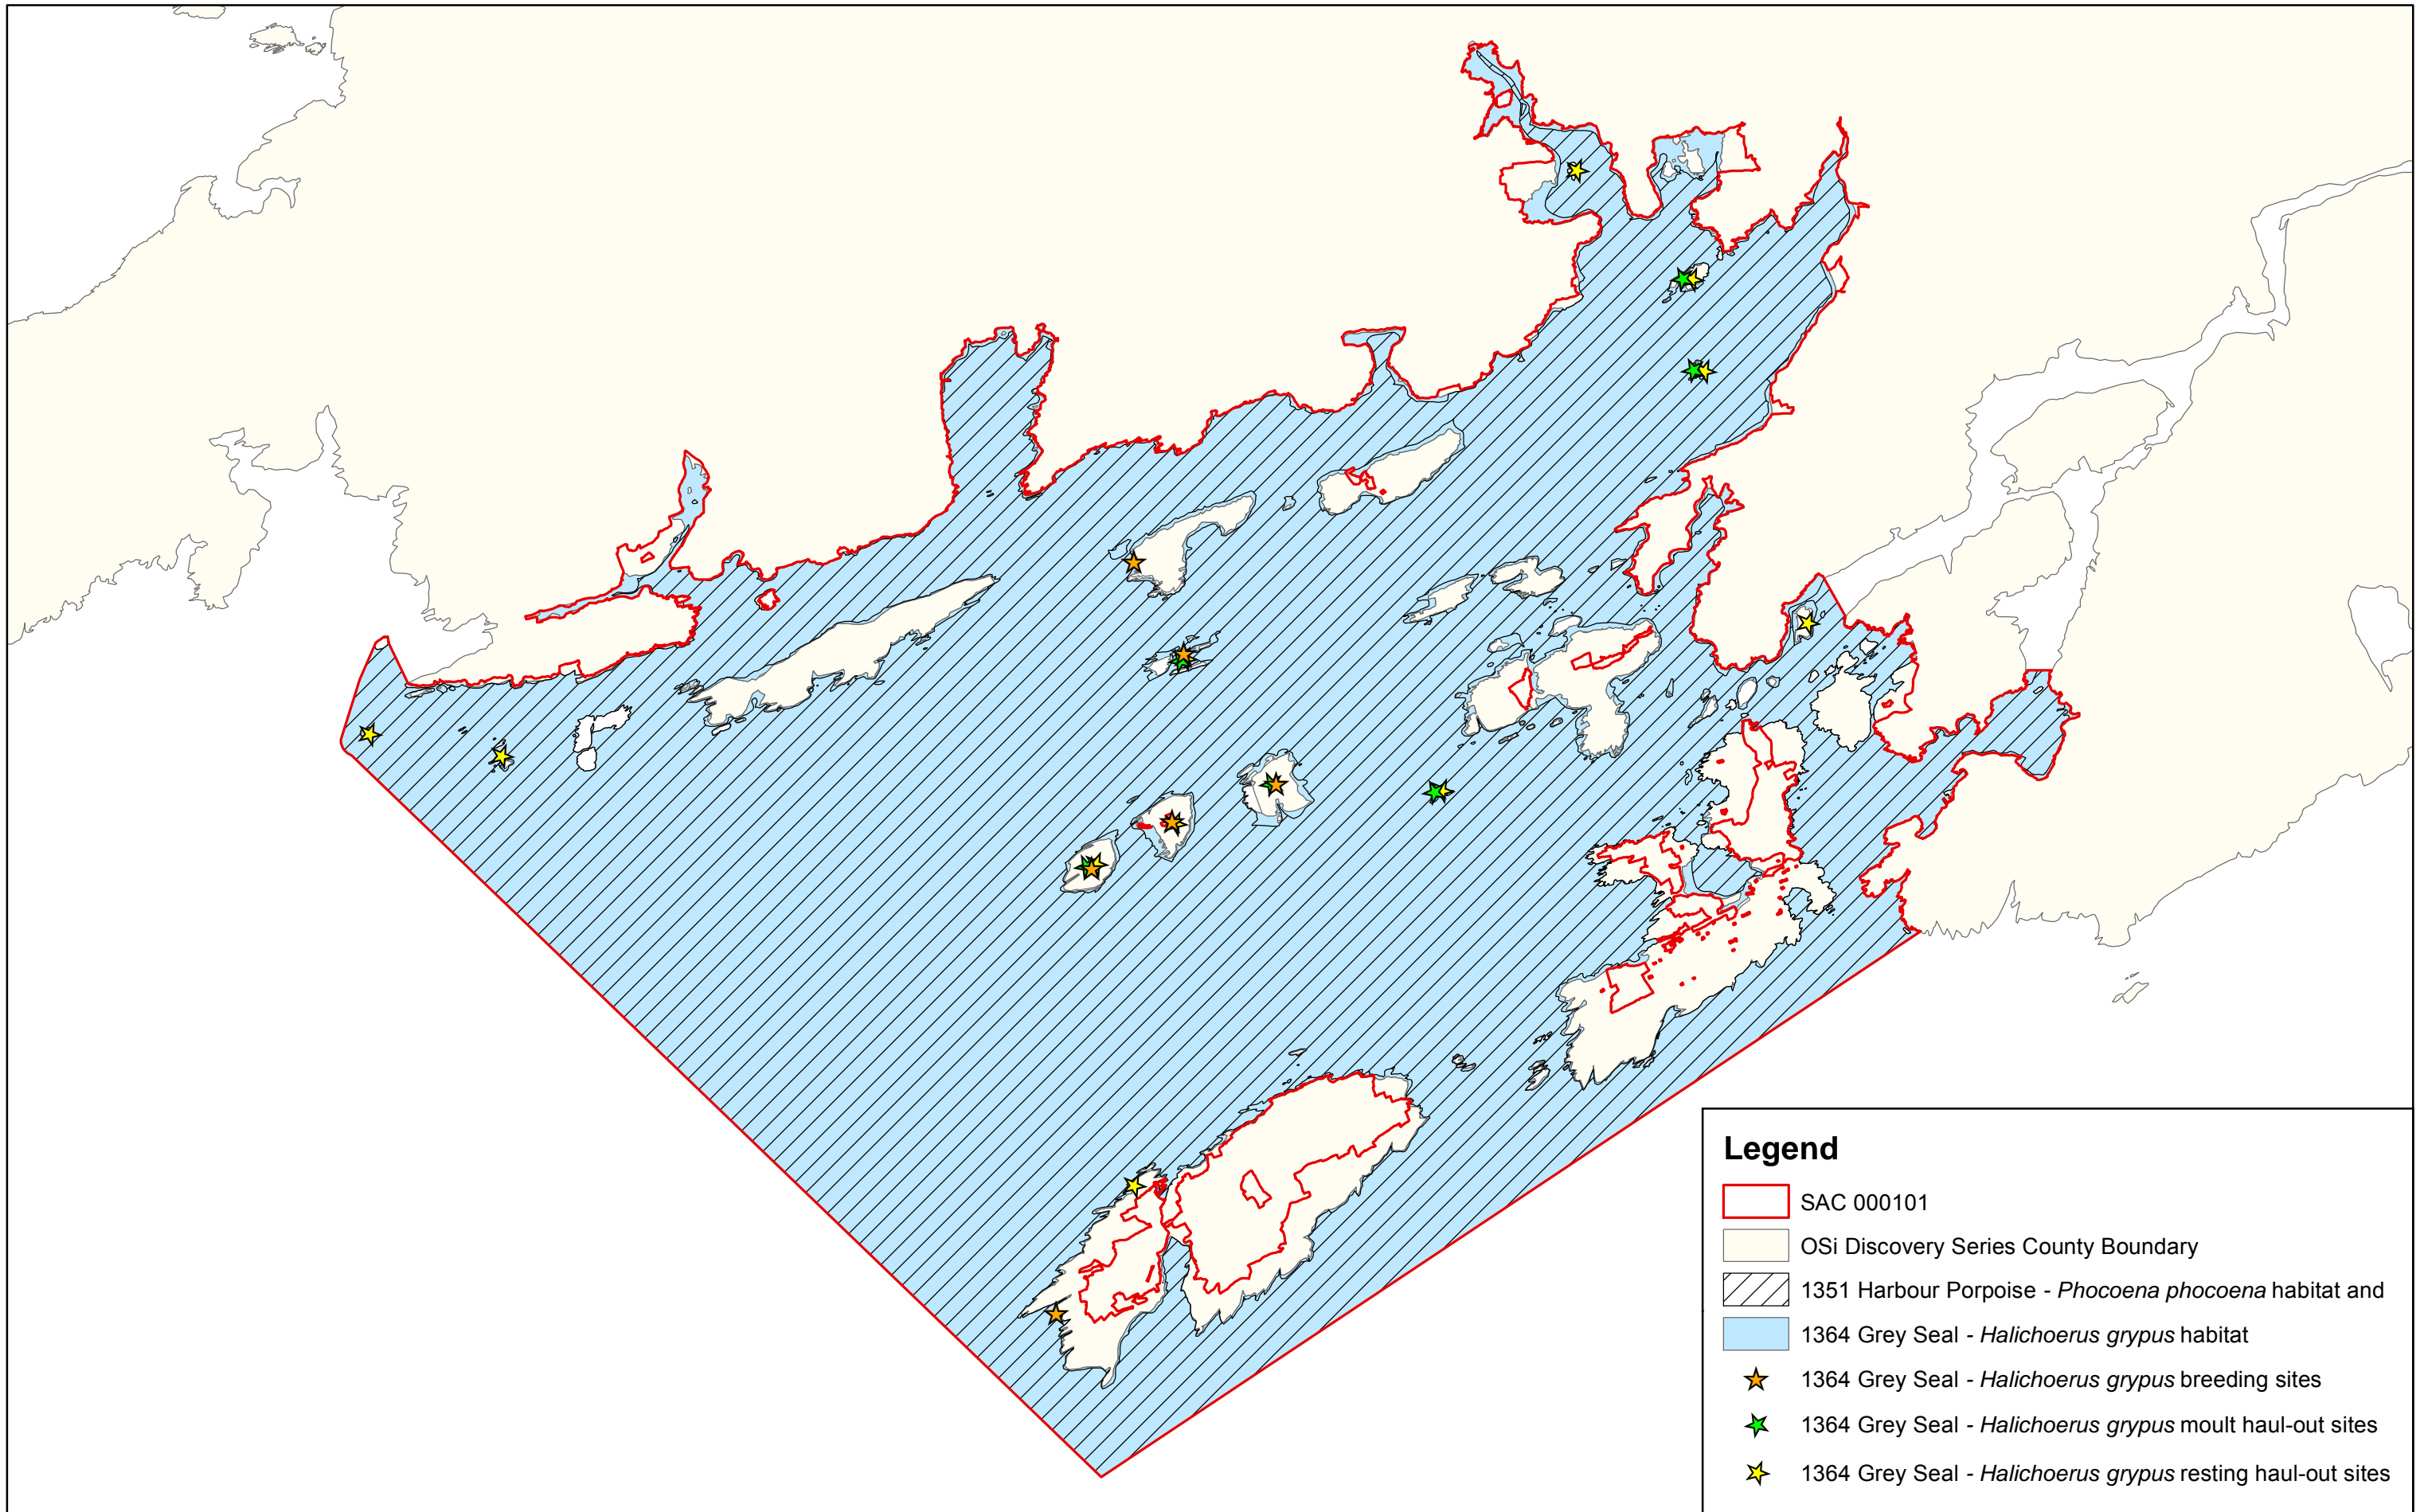 Legend
SAC 000101
OSi Discovery Series County Boundary
1351 Harbour Porpoise - Phocoena phocoena habitat and
1364 Grey Seal - Halichoerus grypus habitat
1364 Grey Seal - Halichoerus grypus breeding sites
1364 Grey Seal - Halichoerus grypus moult haul-out sites
1364 Grey Seal - Halichoerus grypus resting haul-out sites